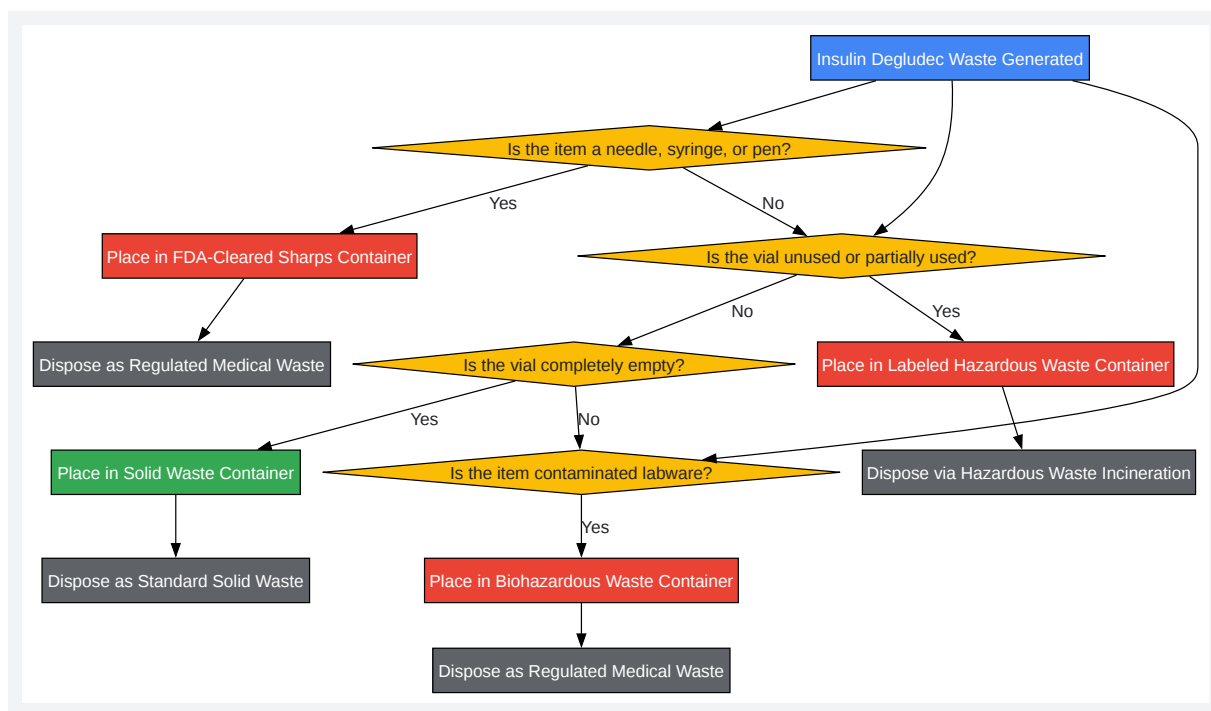 Insulin Degludec Waste Generated
Is the item a needle, syringe, or pen?
Yes
No
Place in FDA-Cleared Sharps Container
Is the vial unused or partially used?
No
Yes
Dispose as Regulated Medical Waste
Is the vial completely empty?
Place in Labeled Hazardous Waste Container
Yes
No
Place in Solid Waste Container
Is the item contaminated labware?
Dispose via Hazardous Waste Incineration
Yes
Dispose as Standard Solid Waste
Place in Biohazardous Waste Container
Dispose as Regulated Medical Waste